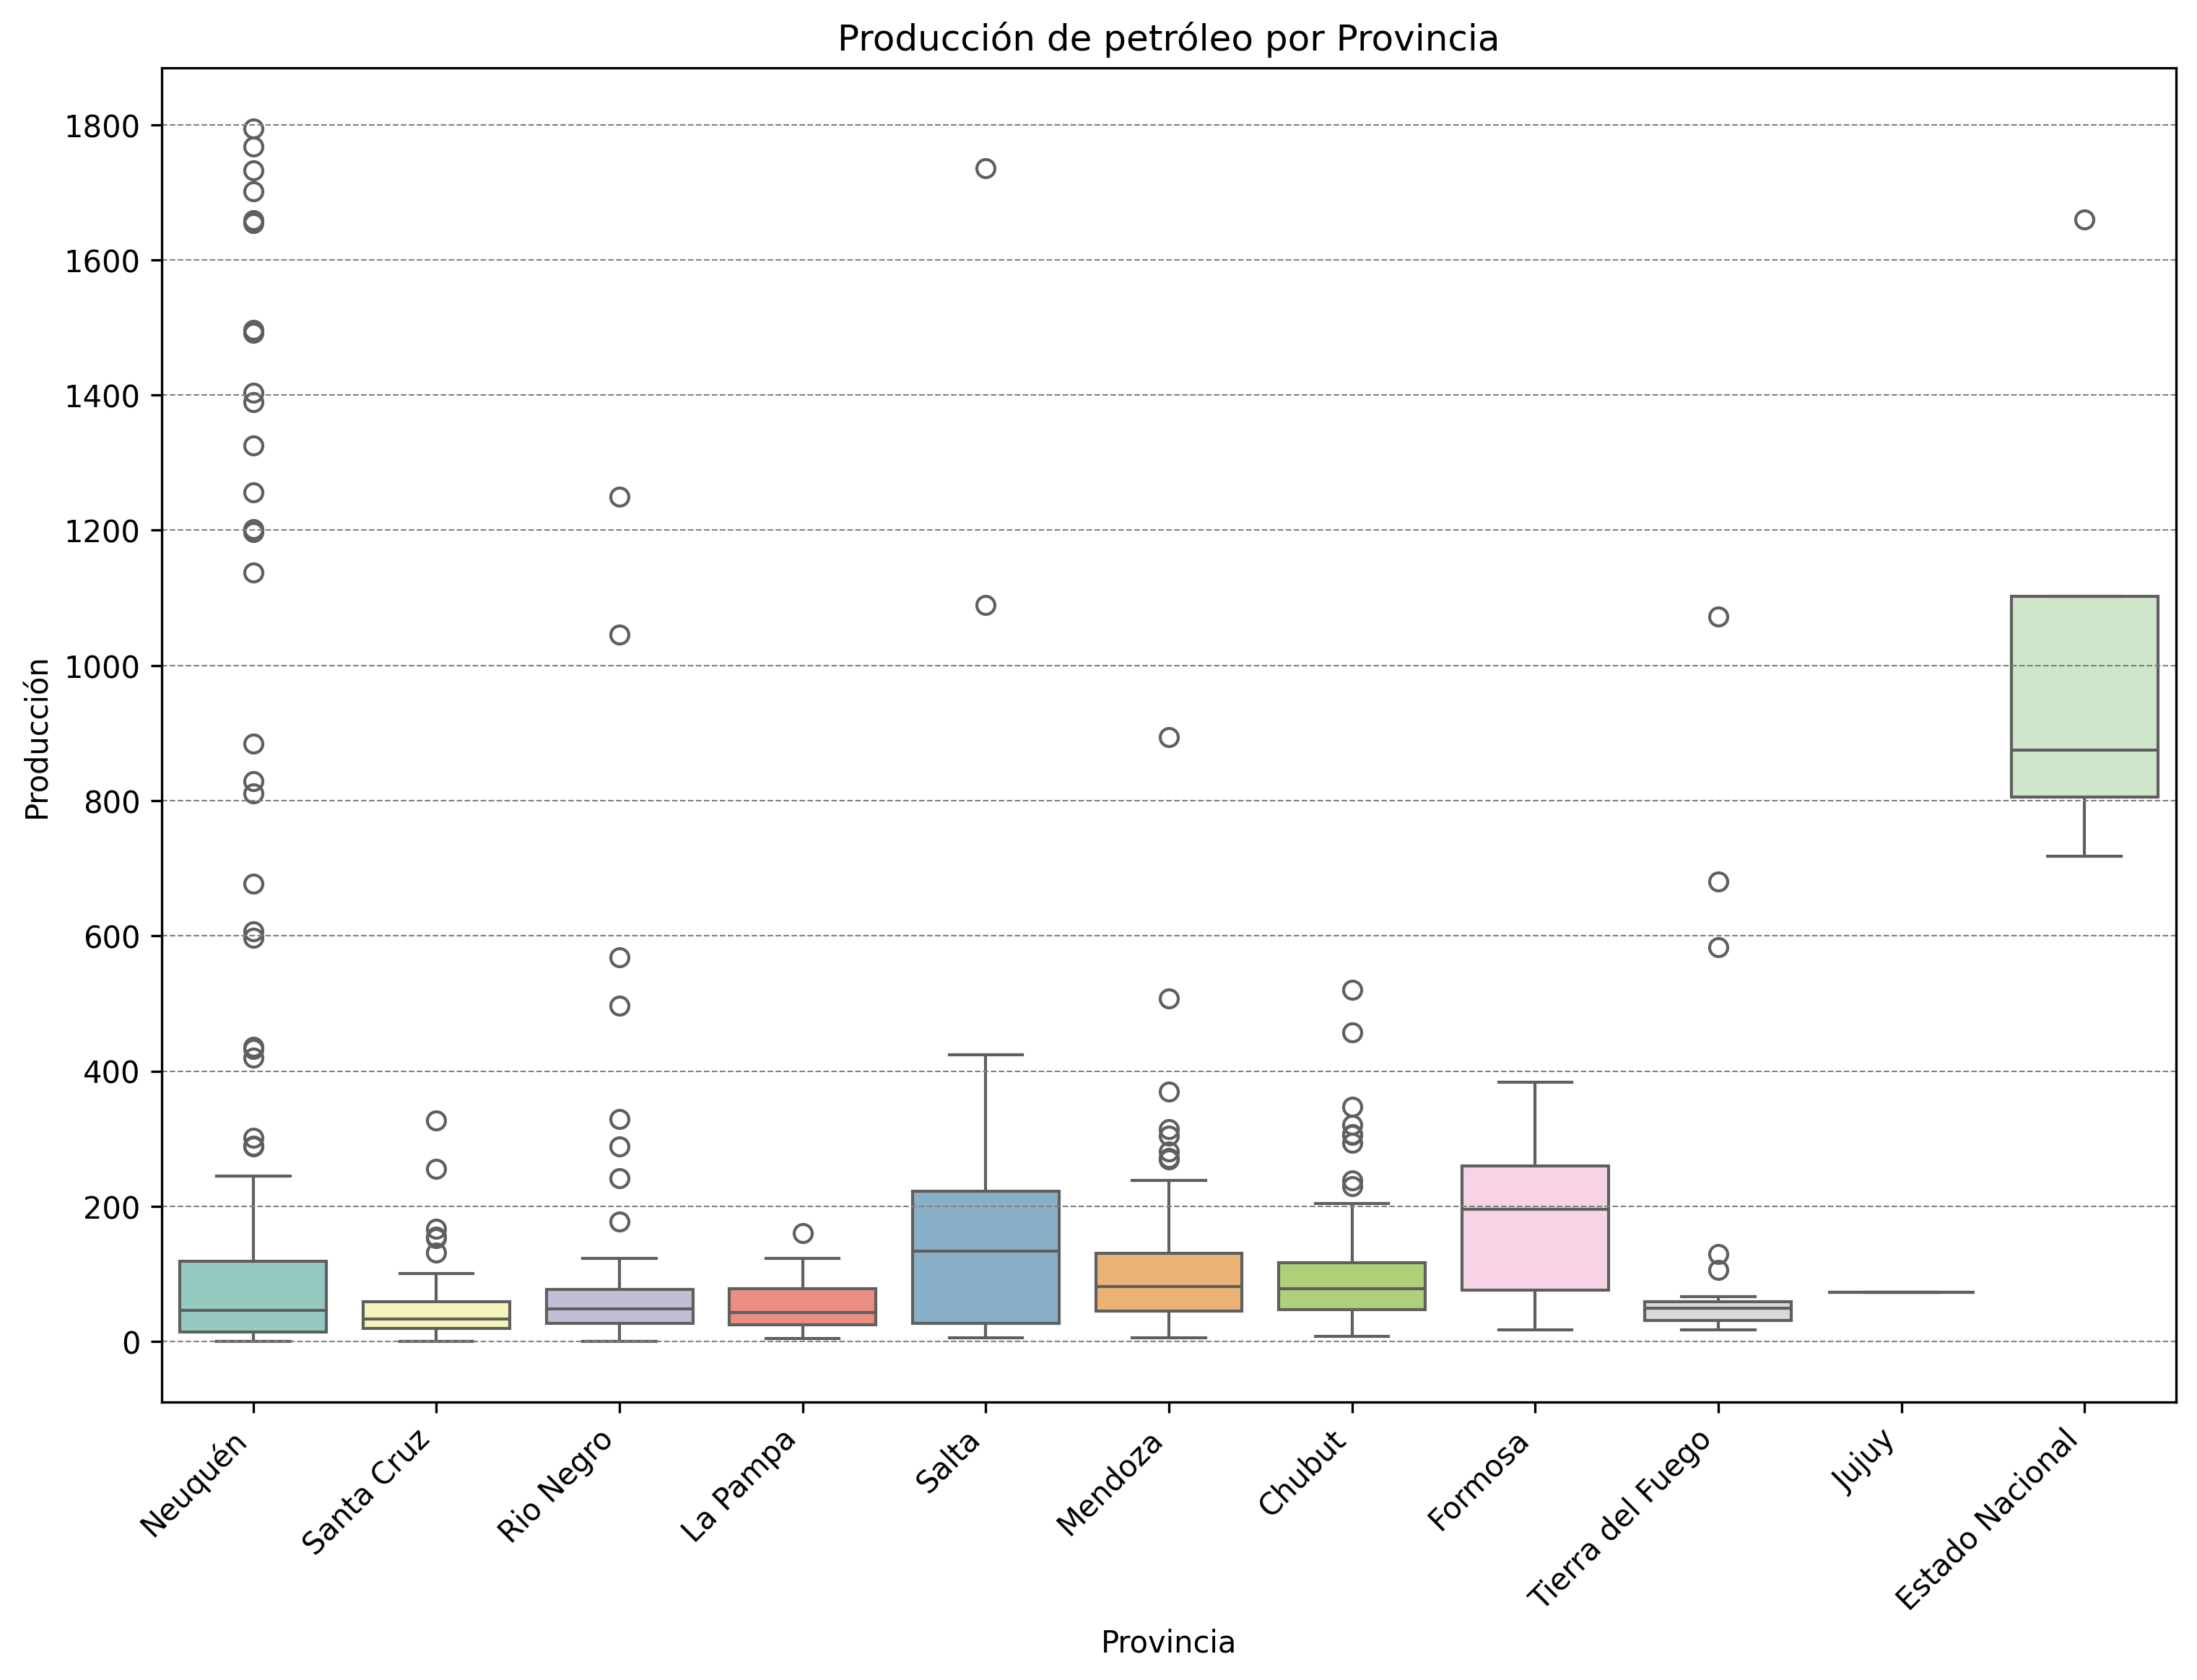 Producción de petróleo por Provincia
Producción
1800
1600
1400
1200
1000
800
600
400
200
0
Neuquén
Santa Cruz
Rio Negro
La Pampa
Salta
Mendoza
Chubut
Formosa
Tierra del Fuego
Jujuy
Estado Nacional
Provincia